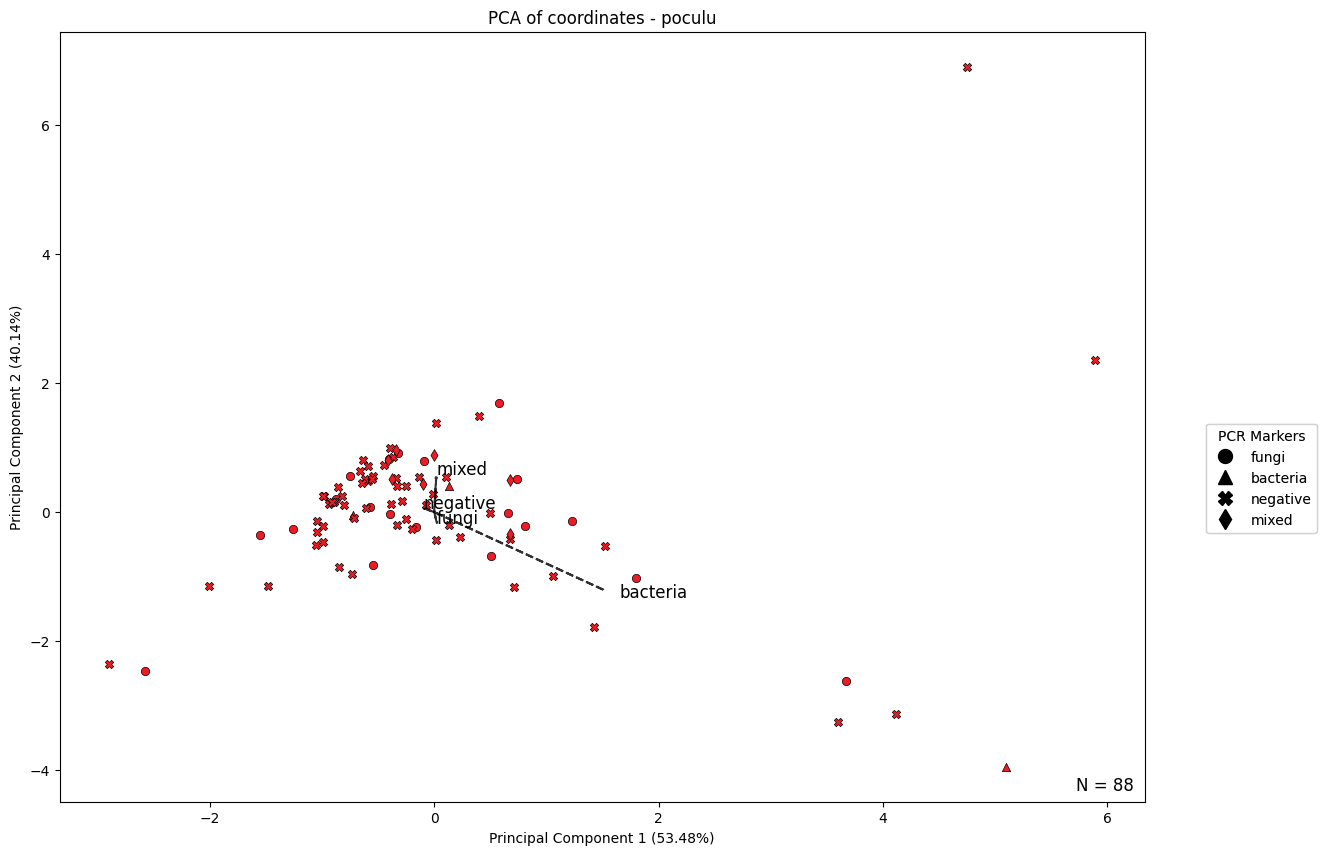 PCA of coordinates - poculu
Principal Component 2 (40.14%)
6
4
2
0
−2
−4
mixed
negative
fungi
bacteria
N = 88
−2
0
2
4
6
Principal Component 1 (53.48%)
PCR Markers
fungi
bacteria
negative
mixed